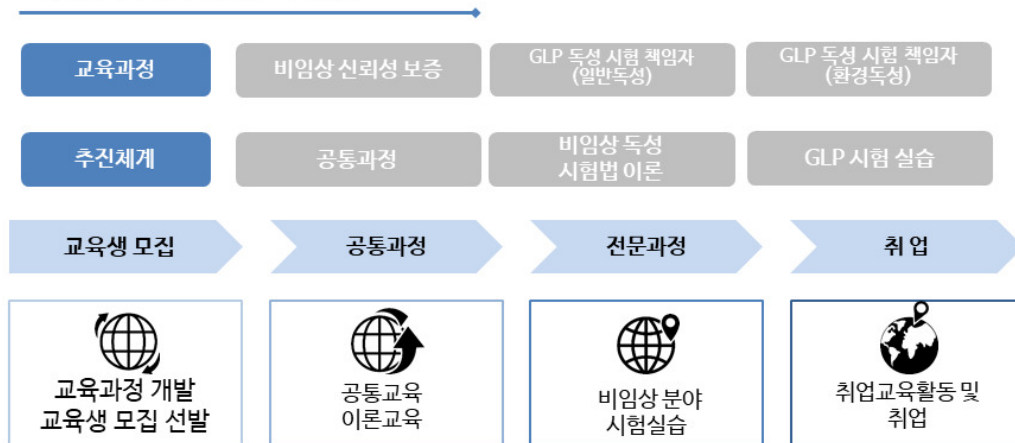 교육과정
비임상 신뢰성 보증
GLP 독성 시험 책임자
(일반독성)
GLP 독성 시험 책임자
(환경독성)
추진체계
공통과정
비임상 독성
시험법 이론
GLP 시험 실습
교육생 모집
공통과정
전문과정
취 업
교육과정 개발
교육생 모집 선발
공통교육
이론교육
비임상 분야
시험실습
취업교육활동 및
취업